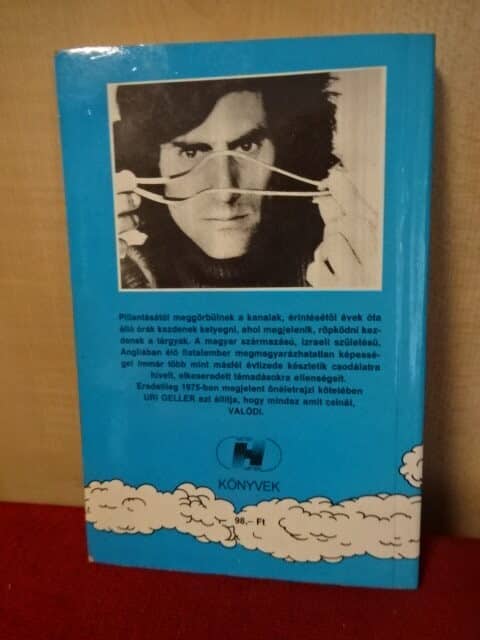 Pillantásától meggörbülnek a kanalak, érintésétől évek óta
álló órák kezdenek ketyegni, ahol megjelenik, röpködni kez-
denek a tárgyak. A magyar származású, izraeli születésű,
Angliában élő fiatalember megmagyarázhatatlan képessé-
gei immár több mint másfél évtizede késztetik csodálatra
híveit, elkeseredett támadásokra ellenségeit.
Eredetileg 1975-ben megjelent önéletrajzi kötetében
URI GELLER azt állítja, hogy mindaz amit csinál,
VALÓDI.
H
KÖNYVEK
98,– Ft